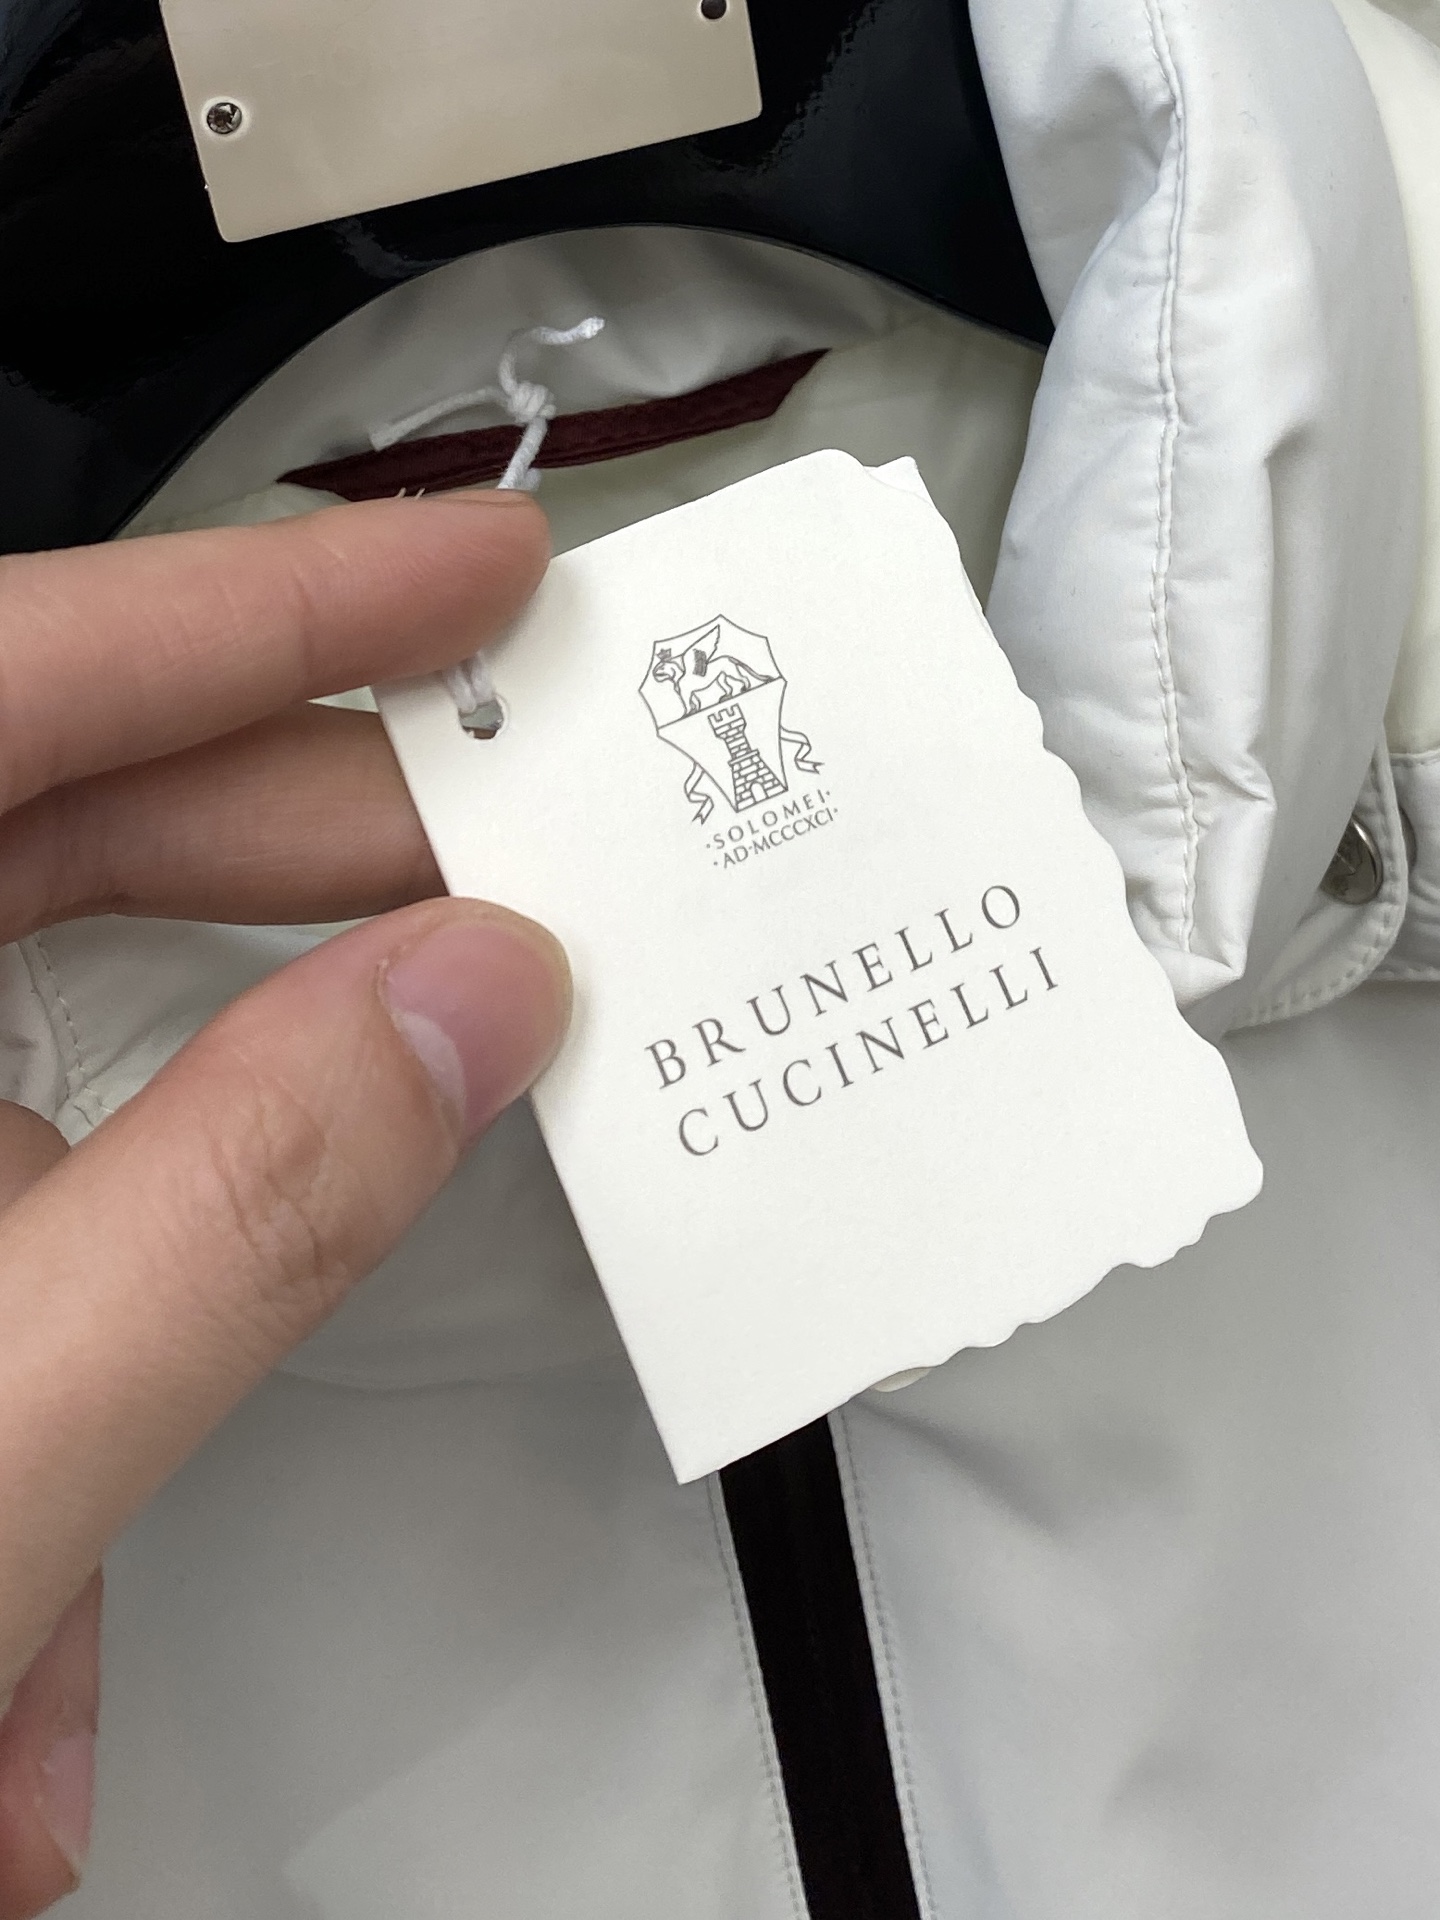 ·SOLOMEI·
·AD·MCCCXCI·
BRUNELLO
CUCINELLI